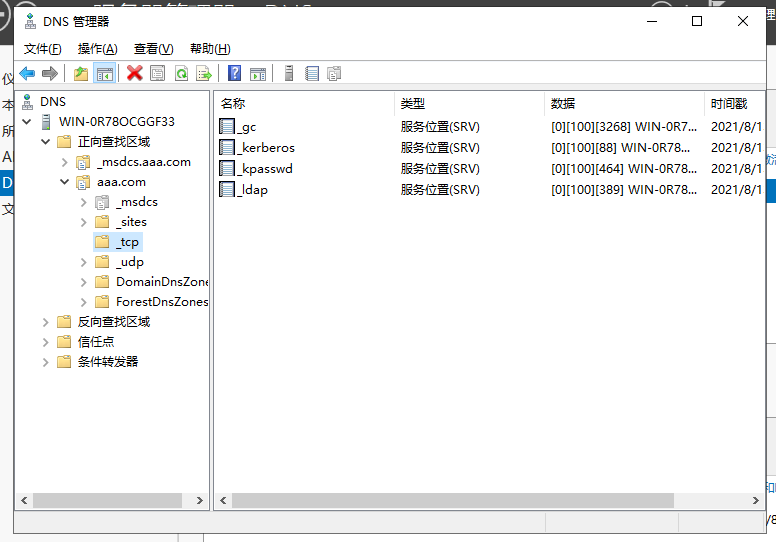 DNS 管理器
文件(F) 操作(A) 查看(V) 帮助(H)
DNS
WIN-0R78OCGGF33
正向查找区域
_msdcs.aaa.com
aaa.com
_msdcs
_sites
_tcp
_udp
DomainDnsZone
ForestDnsZones
反向查找区域
信任点
条件转发器
名称 类型 数据 时间戳
_gc 服务位置(SRV) [0][100][3268] WIN-0R7... 2021/8/1
_kerberos 服务位置(SRV) [0][100][88] WIN-0R78... 2021/8/1
_kpasswd 服务位置(SRV) [0][100][464] WIN-0R78... 2021/8/1
_ldap 服务位置(SRV) [0][100][389] WIN-0R78... 2021/8/1